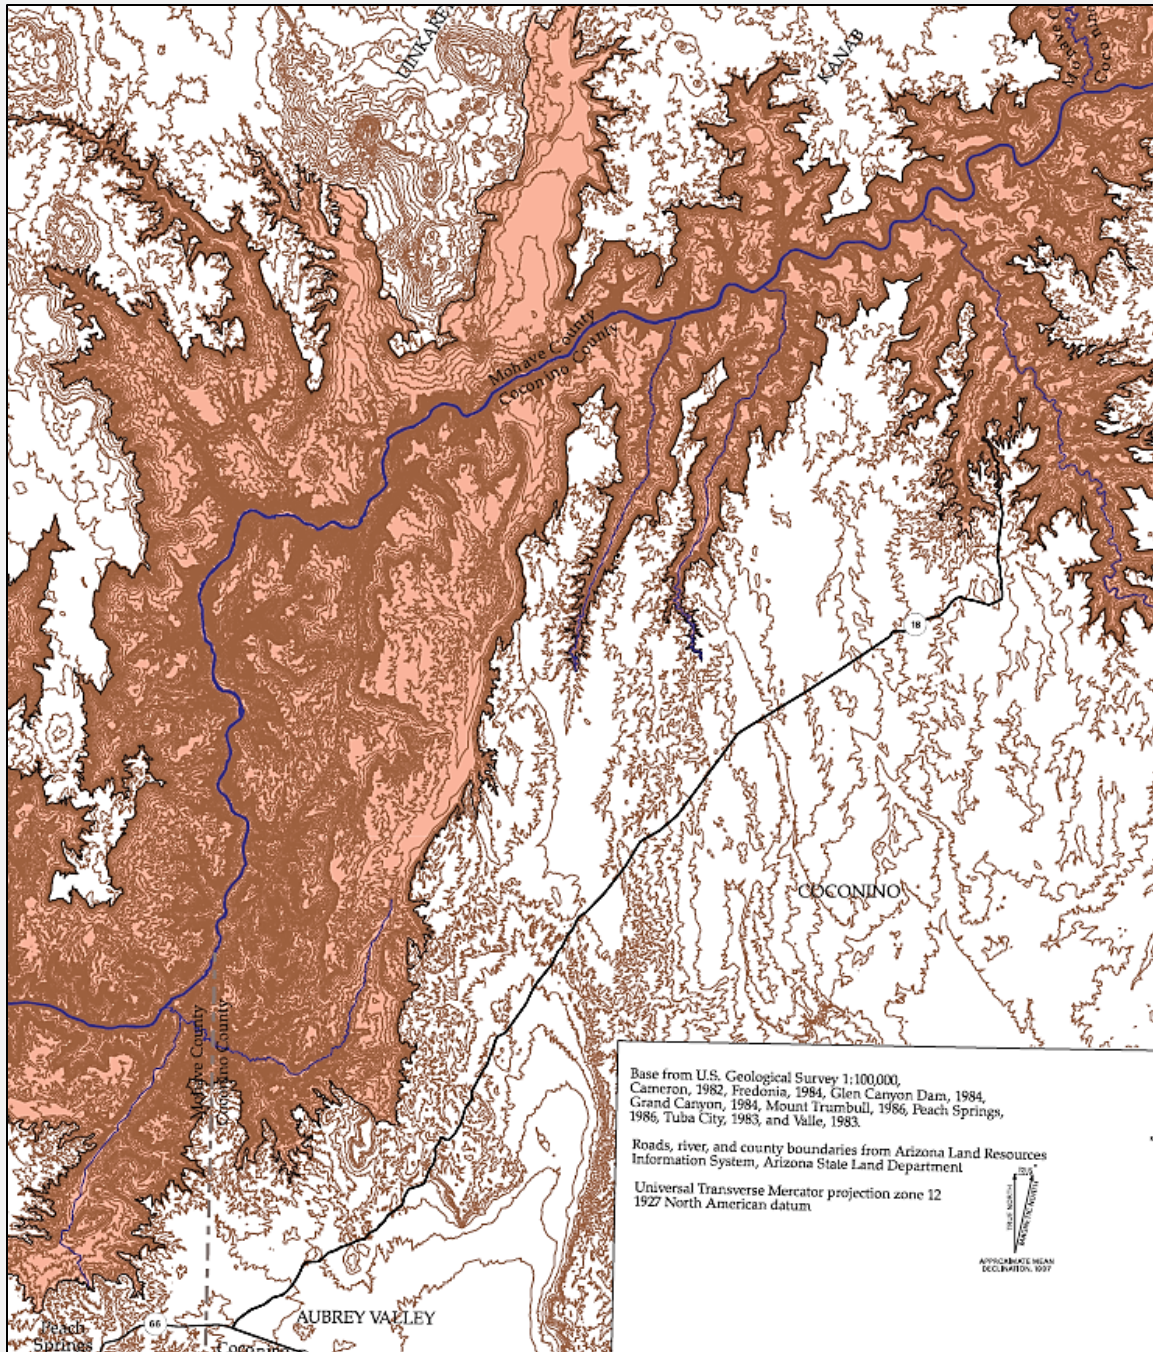 UINKARET
KANAB
Mohave Co
Coconino
Mohave County
Coconino County
18
COCONINO
Mohave County
Coconino County
Base from U.S. Geological Survey 1:100,000,
Cameron, 1982, Fredonia, 1984, Glen Canyon Dam, 1984,
Grand Canyon, 1984, Mount Trumbull, 1986, Peach Springs,
1986, Tuba City, 1983, and Valle, 1983.
Roads, river, and county boundaries from Arizona Land Resources
Information System, Arizona State Land Department
Universal Transverse Mercator projection zone 12
1927 North American datum
TRUE NORTH
MAGNETIC NORTH
APPROXIMATE MEAN
DECLINATION, 1997
AUBREY VALLEY
66
Peach
Springs
Coconino